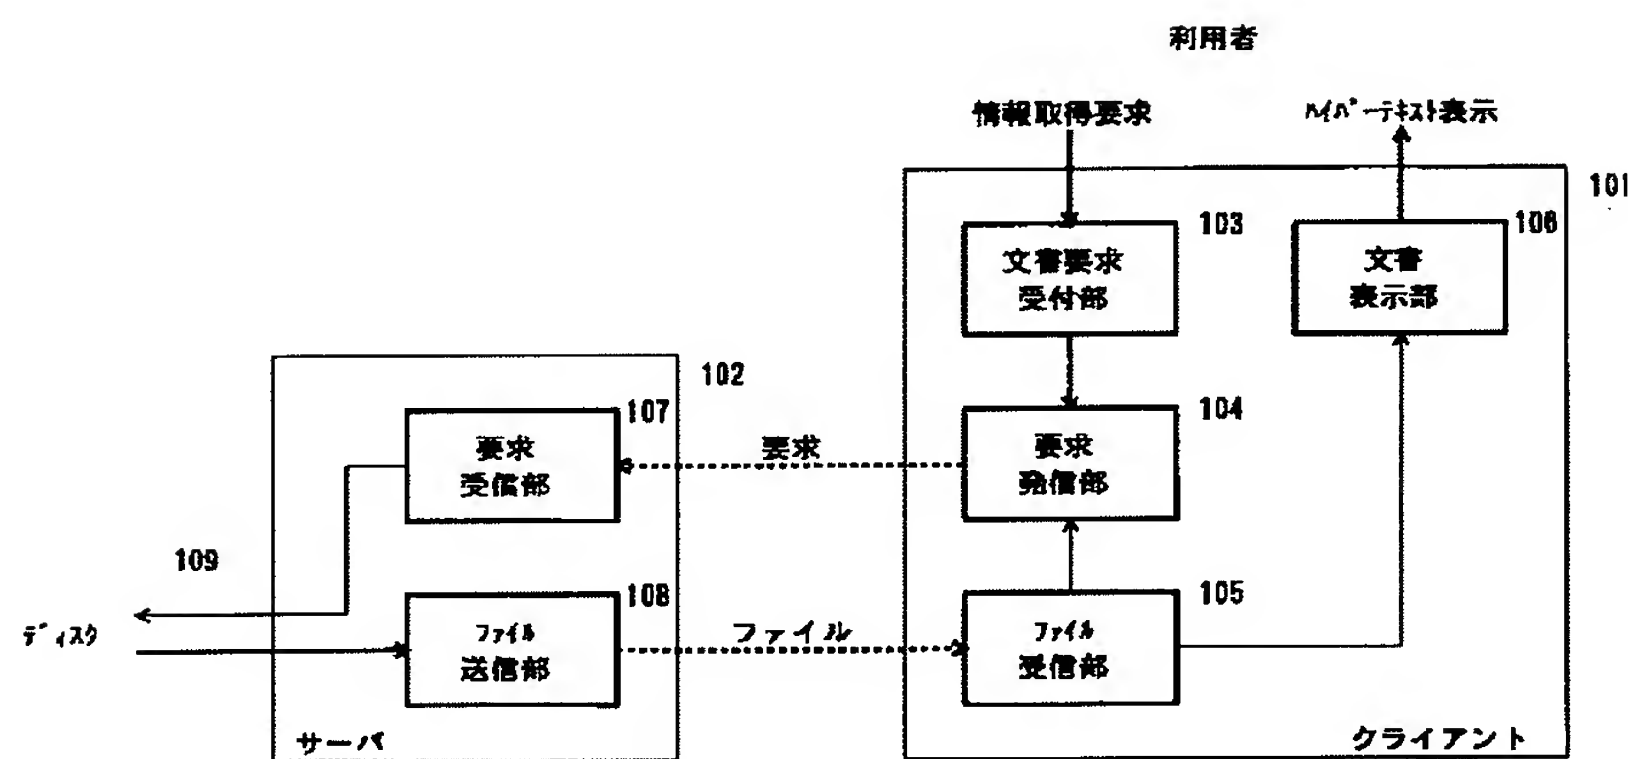 利用者
情報取得要求
ﾊｲﾊﾟｰﾃｷｽﾄ表示
101
103
106
文書要求
受付部
文書
表示部
102
107
104
要求
受信部
要求
要求
発信部
109
108
105
ﾃﾞｨｽｸ
ﾌｧｲﾙ
送信部
ファイル
ﾌｧｲﾙ
受信部
サーバ
クライアント